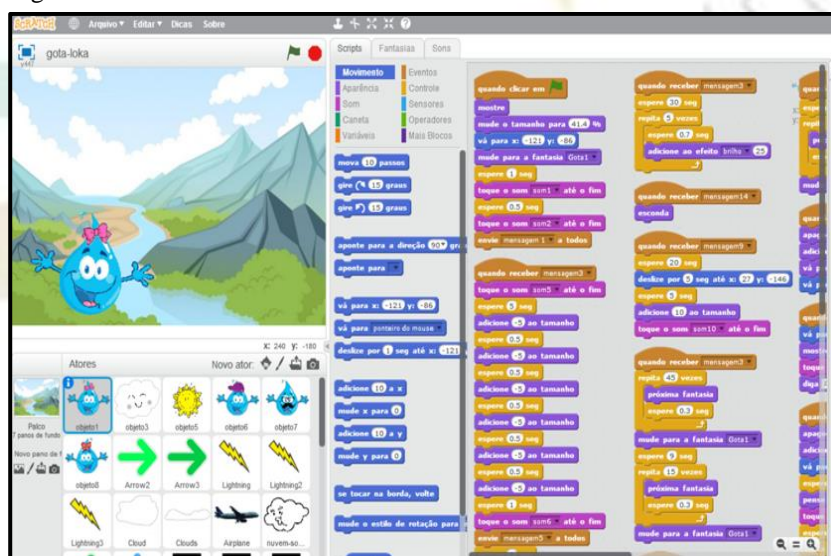 SCRATCH Arquivo Editar Dicas Sobre
gota-loka
y447
X: 240 y: -180
Atores Novo ator:
Palco
7 panos de fundo
Novo pano de f
objeto1 objeto3 objeto5 objeto6 objeto7
objeto8 Arrow2 Arrow3 Lightning Lightning2
Lightning3 Cloud Clouds Airplane nuvem-so...
Scripts Fantasias Sons
Movimento Eventos
Aparência Controle
Som Sensores
Caneta Operadores
Variáveis Mais Blocos
mova 10 passos
gire 15 graus
gire 15 graus
aponte para a direção 90 gra
aponte para
vá para x: -121 y: -86
vá para ponteiro do mouse
deslize por 1 seg até x: -121
adicione 10 a x
mude x para 0
adicione 10 a y
mude y para 0
se tocar na borda, volte
mude o estilo de rotação para
quando clicar em
mostre
mude o tamanho para 41.4 %
vá para x: -121 y: -86
mude para a fantasia Gota1
espere 1 seg
toque o som som1 até o fim
espere 0.5 seg
toque o som som2 até o fim
envie mensagem 1 a todos
quando receber mensagem3
toque o som som5 até o fim
espere 5 seg
adicione -5 ao tamanho
espere 0.5 seg
adicione -5 ao tamanho
espere 0.5 seg
adicione -5 ao tamanho
espere 0.5 seg
adicione -5 ao tamanho
espere 0.5 seg
adicione -5 ao tamanho
espere 0.5 seg
adicione -5 ao tamanho
espere 1 seg
toque o som som6 até o fim
envie mensagem5 a todos
quando receber mensagem3
espere 30 seg
repita 5 vezes
espere 0.7 seg
adicione ao efeito brilho 25
quando receber mensagem14
esconda
quando receber mensagem9
espere 20 seg
deslize por 5 seg até x: 27 y: -146
espere 5 seg
adicione 10 ao tamanho
toque o som som10 até o fim
quando receber mensagem3
repita 45 vezes
próxima fantasia
espere 0.3 seg
mude para a fantasia Gota1
espere 9 seg
repita 15 vezes
próxima fantasia
espere 0.3 seg
mude para a fantasia Gota1